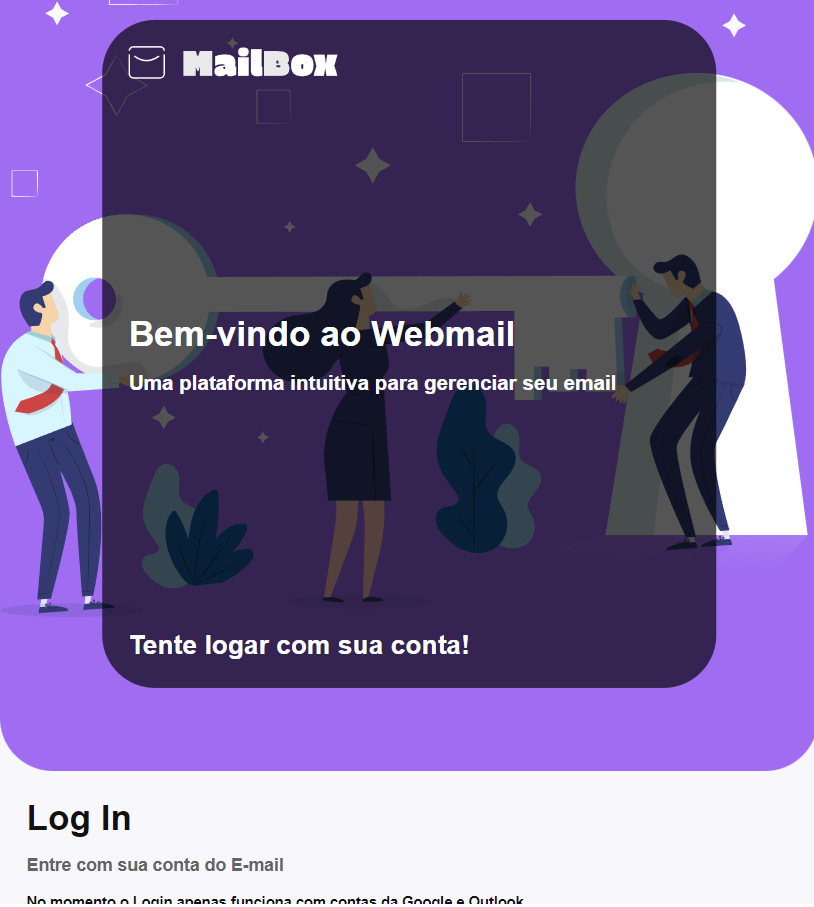 MailBox
Bem-vindo ao Webmail
Uma plataforma intuitiva para gerenciar seu email
Tente logar com sua conta!
Log In
Entre com sua conta do E-mail
No momento o Login apenas funciona com contas da Google e Outlook